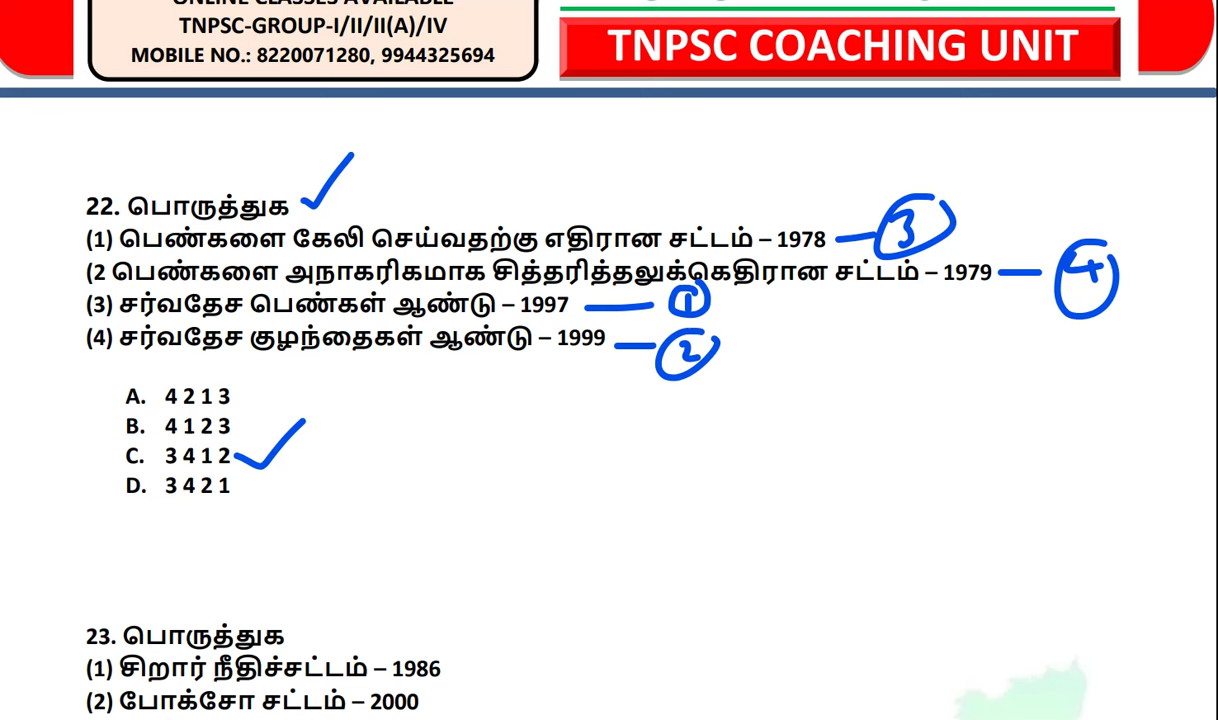 ONLINE CLASSES AVAILABLE
TNPSC-GROUP-I/II/II(A)/IV
MOBILE NO.: 8220071280, 9944325694
TNPSC COACHING UNIT
22. பொருத்துக
(1) பெண்களை கேலி செய்வதற்கு எதிரான சட்டம் – 1978 3
(2 பெண்களை அநாகரிகமாக சித்தரித்தலுக்கெதிரான சட்டம் – 1979 4
(3) சர்வதேச பெண்கள் ஆண்டு – 1997 1
(4) சர்வதேச குழந்தைகள் ஆண்டு – 1999 2
A. 4 2 1 3
B. 4 1 2 3
C. 3 4 1 2
D. 3 4 2 1
23. பொருத்துக
(1) சிறார் நீதிச்சட்டம் – 1986
(2) போக்சோ சட்டம் – 2000